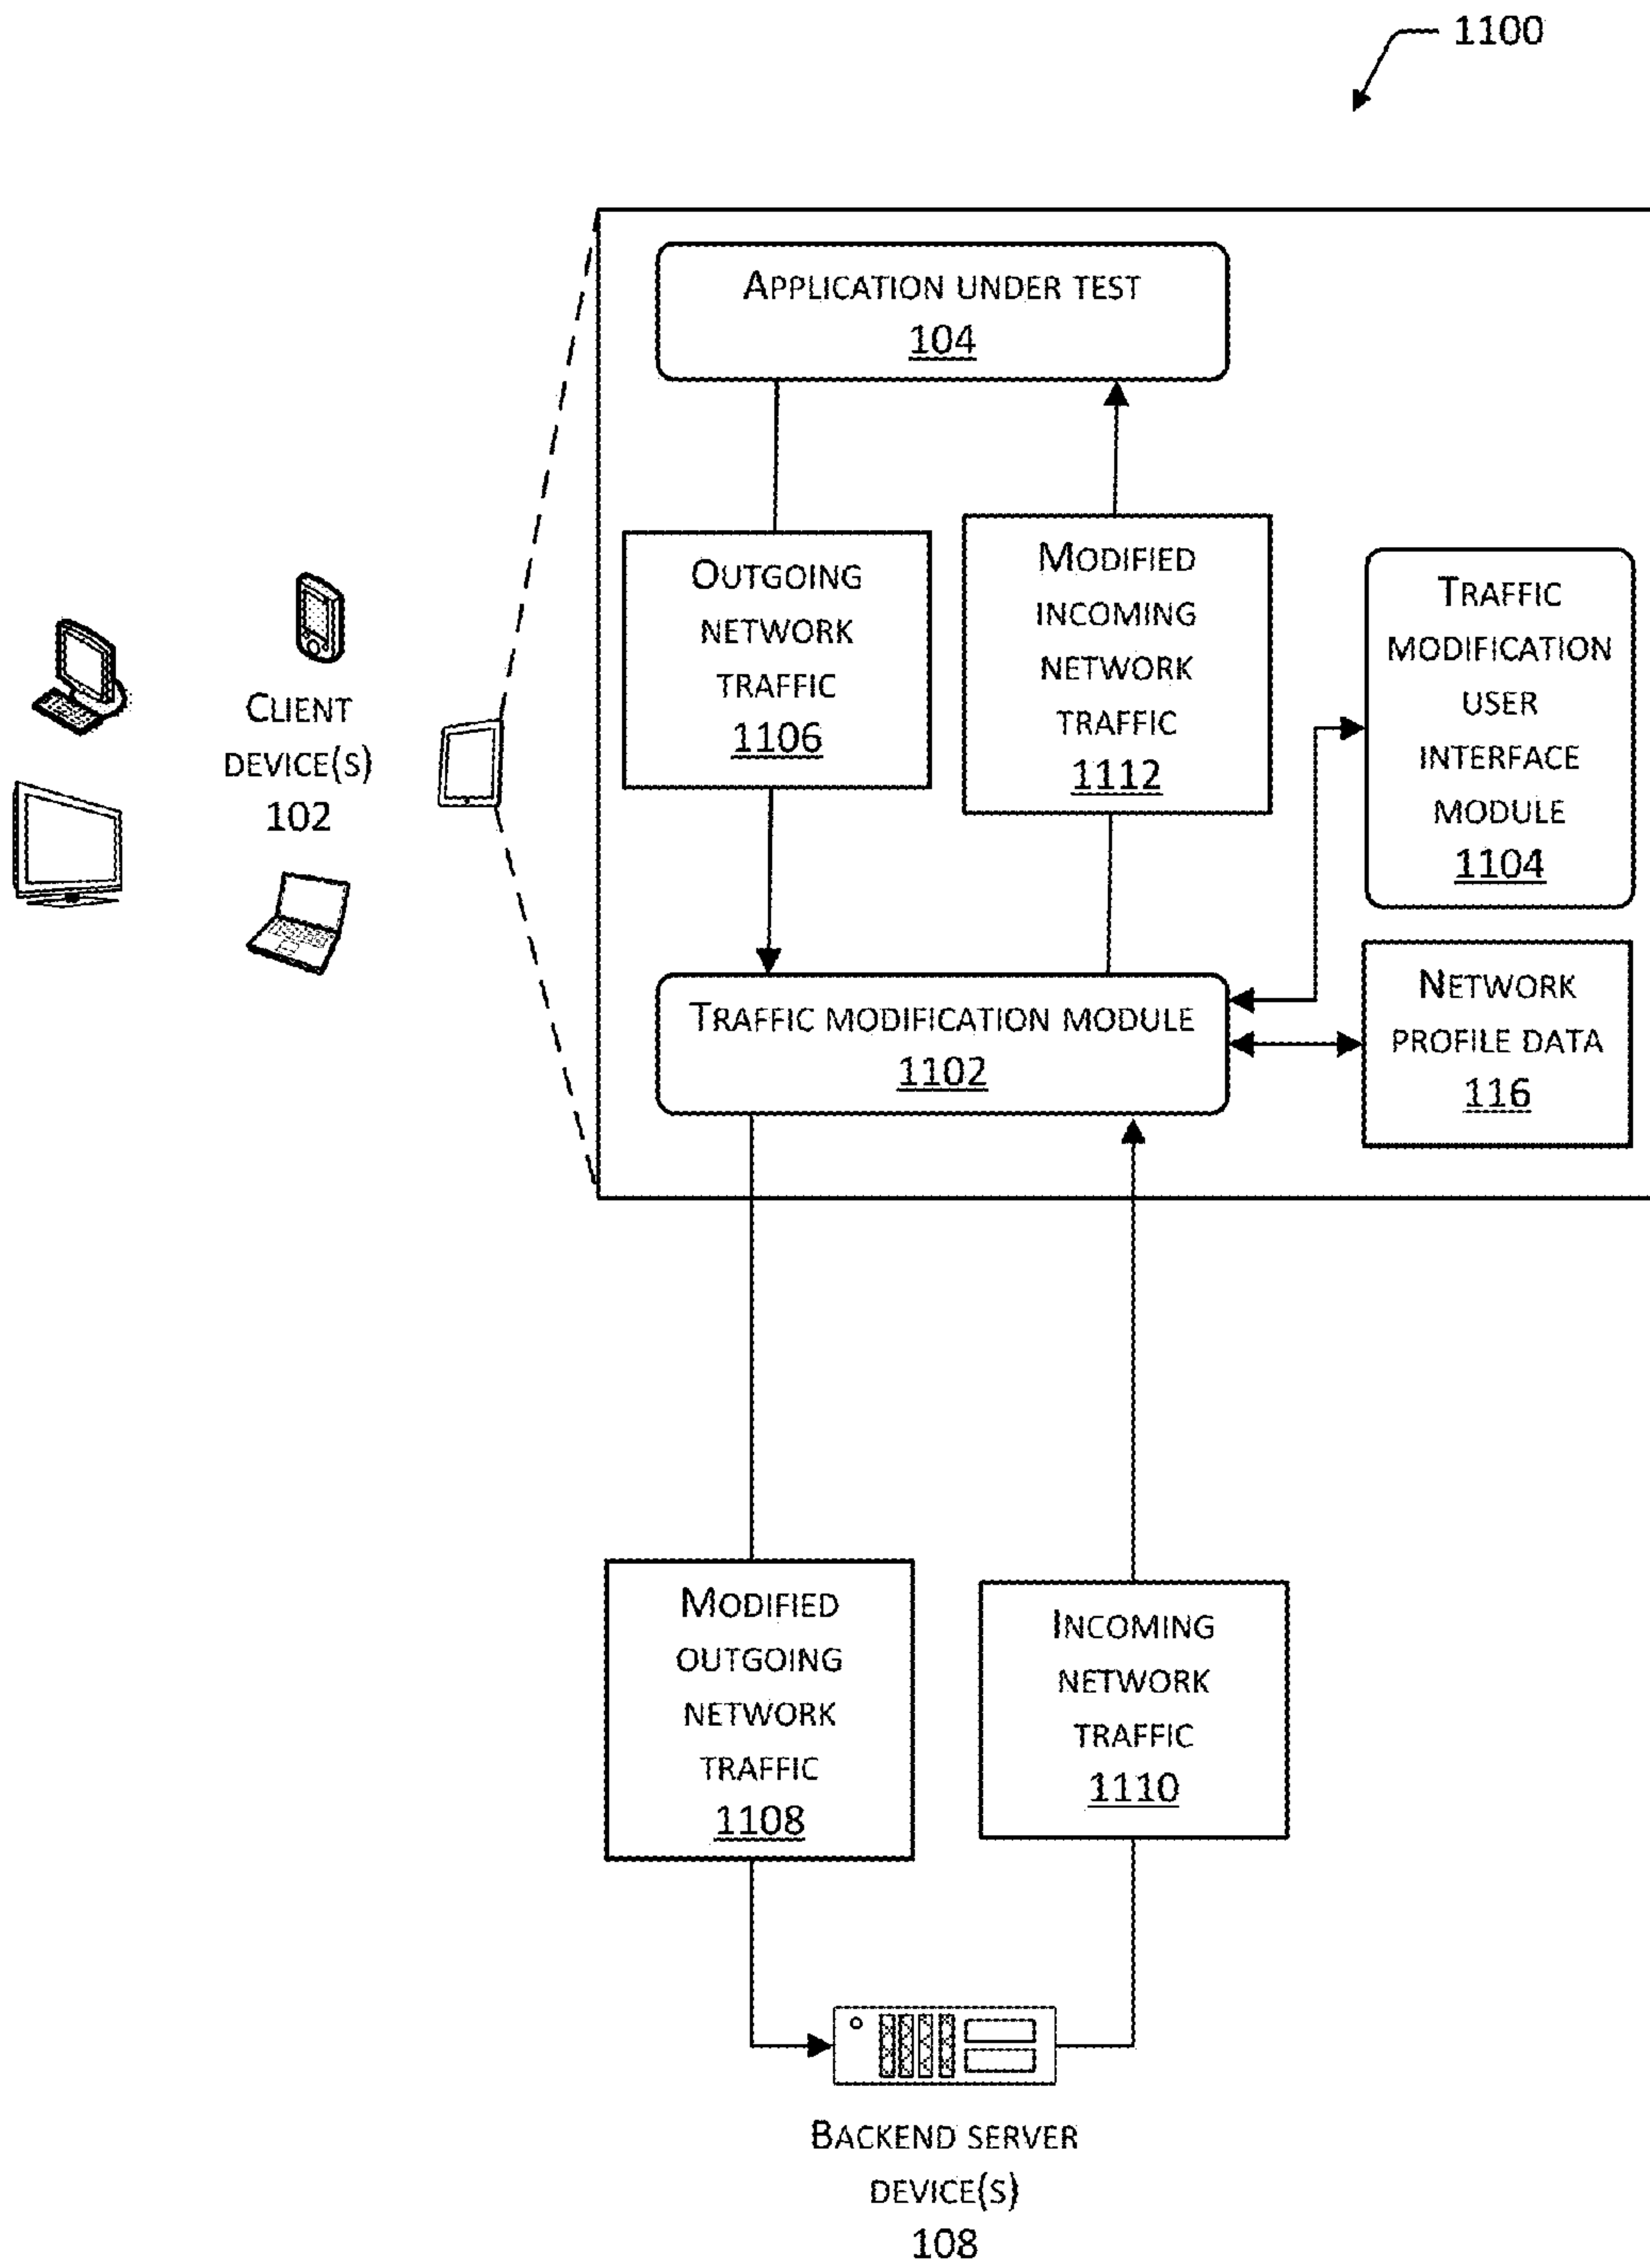 1100
APPLICATION UNDER TEST
104
OUTGOING
NETWORK
TRAFFIC
1106
MODIFIED
INCOMING
NETWORK
TRAFFIC
1112
TRAFFIC
MODIFICATION
USER
INTERFACE
MODULE
1104
CLIENT
DEVICE(S)
102
TRAFFIC MODIFICATION MODULE
1102
NETWORK
PROFILE DATA
116
MODIFIED
OUTGOING
NETWORK
TRAFFIC
1108
INCOMING
NETWORK
TRAFFIC
1110
BACKEND SERVER
DEVICE(S)
108